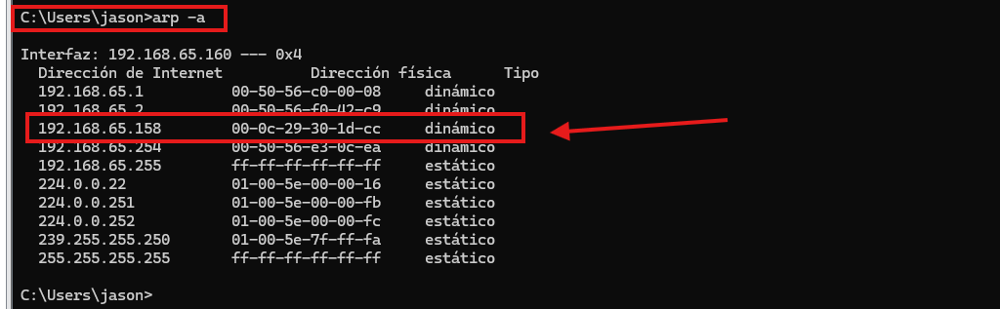 C:\Users\jason>arp -a
Interfaz: 192.168.65.160 --- 0x4
Dirección de Internet Dirección física Tipo
192.168.65.1 00-50-56-c0-00-08 dinámico
192.168.65.2 00-50-56-f0-42-c9 dinámico
192.168.65.158 00-0c-29-30-1d-cc dinámico
192.168.65.254 00-50-56-e3-0c-ea dinámico
192.168.65.255 ff-ff-ff-ff-ff-ff estático
224.0.0.22 01-00-5e-00-00-16 estático
224.0.0.251 01-00-5e-00-00-fb estático
224.0.0.252 01-00-5e-00-00-fc estático
239.255.255.250 01-00-5e-7f-ff-fa estático
255.255.255.255 ff-ff-ff-ff-ff-ff estático
C:\Users\jason>